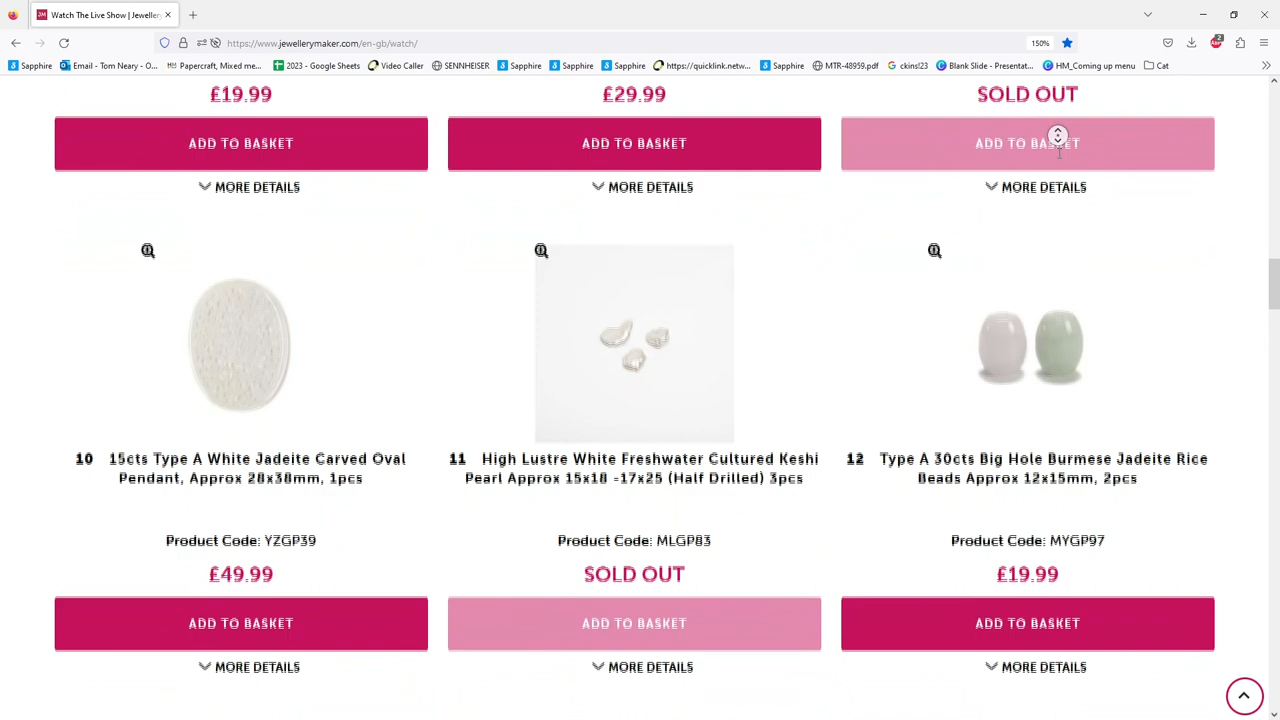 JM Watch The Live Show | Jeweller
https://www.jewellerymaker.com/en-gb/watch/
150%
2
Sapphire
Email - Tom Neary - O...
Papercraft, Mixed me...
2023 - Google Sheets
Video Caller
SENNHEISER
Sapphire
Sapphire
Sapphire
https://quicklink.netw...
Sapphire
MTR-48959.pdf
ckins!23
Blank Slide - Presentat...
HM_Coming up menu
Cat
£19.99
£29.99
SOLD OUT
ADD TO BASKET
ADD TO BASKET
ADD TO BASKET
MORE DETAILS
MORE DETAILS
MORE DETAILS
10 15cts Type A White Jadeite Carved Oval
Pendant, Approx 28x38mm, 1pcs
11 High Lustre White Freshwater Cultured Keshi
Pearl Approx 15x18 -17x25 (Half Drilled) 3pcs
12 Type A 30cts Big Hole Burmese Jadeite Rice
Beads Approx 12x15mm, 2pcs
Product Code: YZGP39
Product Code: MLGP83
Product Code: MYGP97
£49.99
SOLD OUT
£19.99
ADD TO BASKET
ADD TO BASKET
ADD TO BASKET
MORE DETAILS
MORE DETAILS
MORE DETAILS